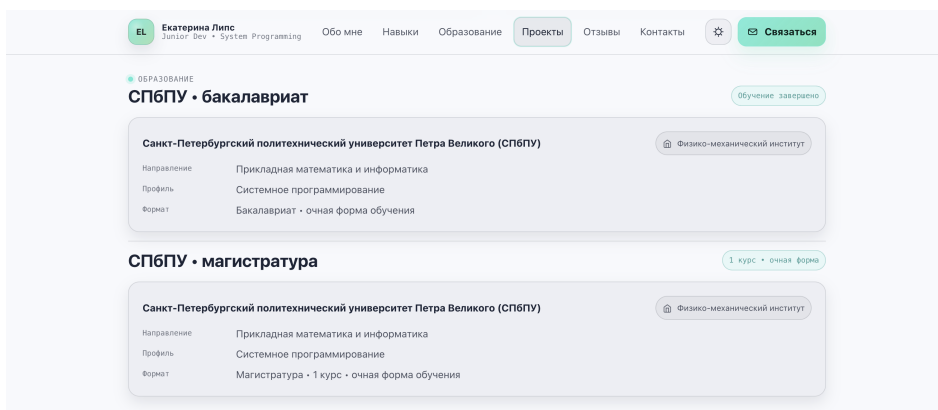 EL
Екатерина Липс
Junior Dev • System Programming
Обо мне Навыки Образование Проекты Отзывы Контакты
Связаться
ОБРАЗОВАНИЕ
СПбПУ • бакалавриат
Обучение завершено
Санкт-Петербургский политехнический университет Петра Великого (СПбПУ)
Физико-механический институт
Направление Прикладная математика и информатика
Профиль Системное программирование
Формат Бакалавриат • очная форма обучения
СПбПУ • магистратура
1 курс • очная форма
Санкт-Петербургский политехнический университет Петра Великого (СПбПУ)
Физико-механический институт
Направление Прикладная математика и информатика
Профиль Системное программирование
Формат Магистратура • 1 курс • очная форма обучения